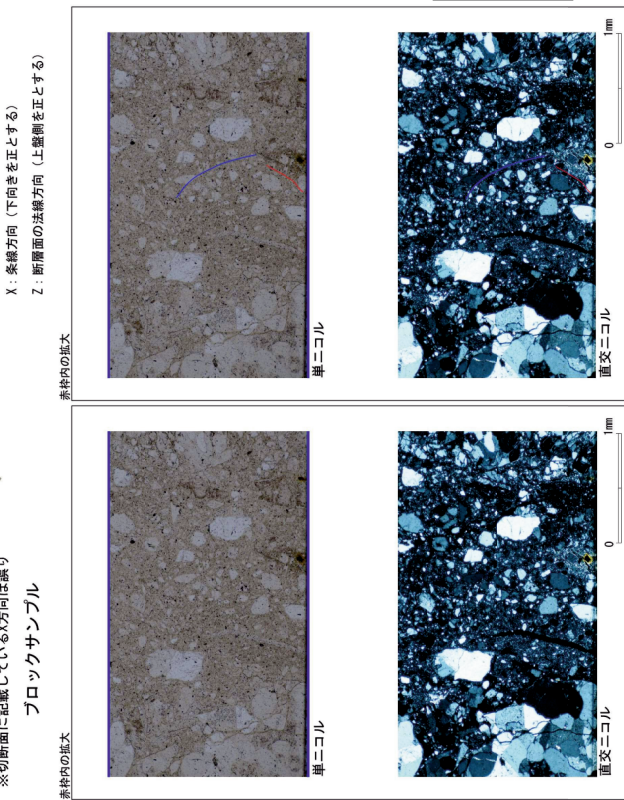 X：条線方向（下向きを正とする）
Z：断層面の法線方向（上盤側を正とする）
赤枠内の拡大
単ニコル
直交ニコル
0 1mm
※切断面に記載しているX方向は誤り
ブロックサンプル
赤枠内の拡大
単ニコル
直交ニコル
0 1mm